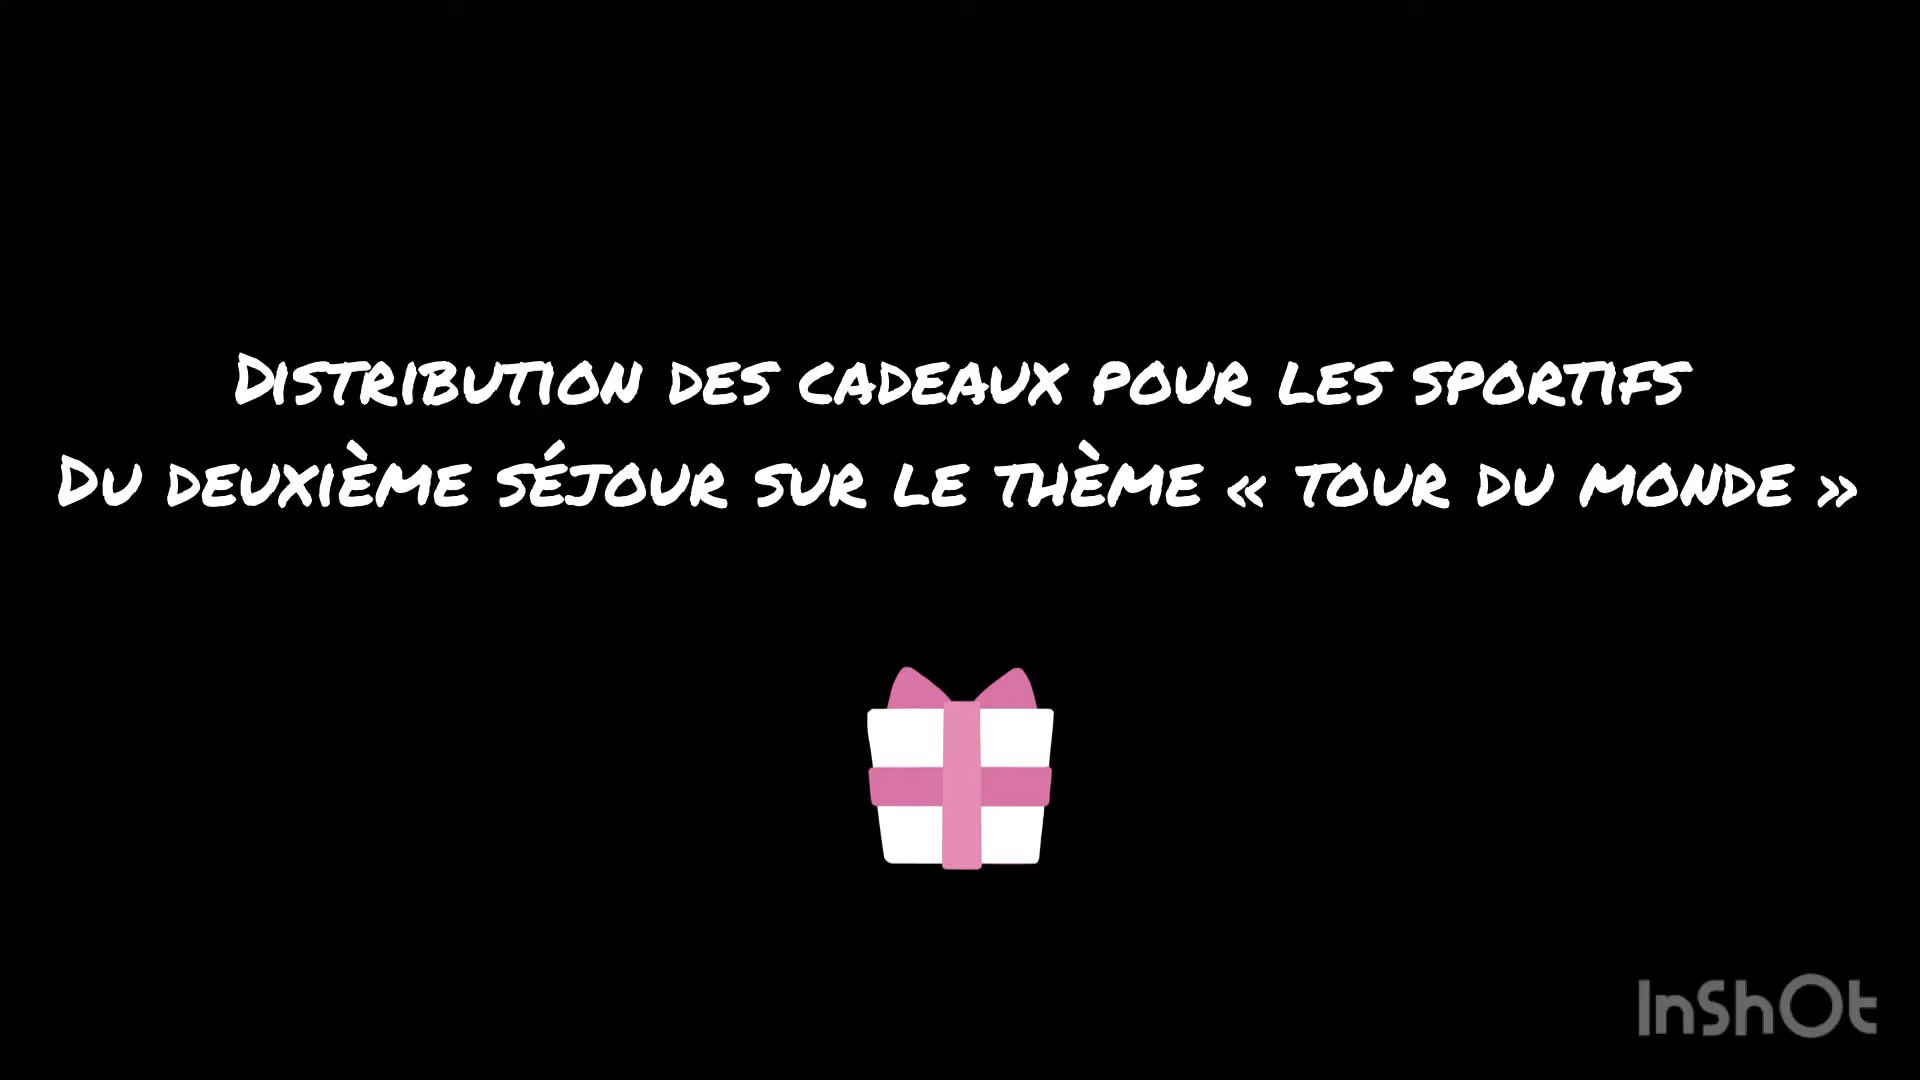 Distribution des cadeaux pour les sportifs
Du deuxième séjour sur le thème « tour du monde »
InShOt